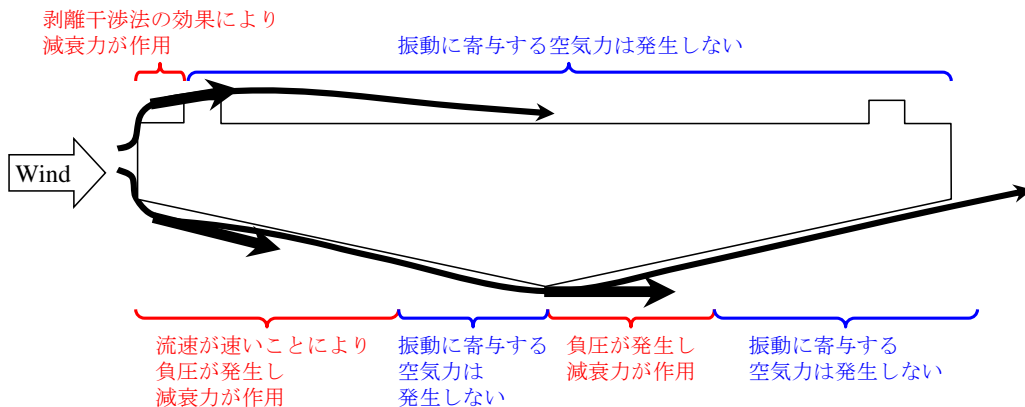 剥離干渉法の効果により
減衰力が作用
振動に寄与する空気力は発生しない
Wind
流速が速いことにより
負圧が発生し
減衰力が作用
振動に寄与する
空気力は
発生しない
負圧が発生し
減衰力が作用
振動に寄与する
空気力は発生しない